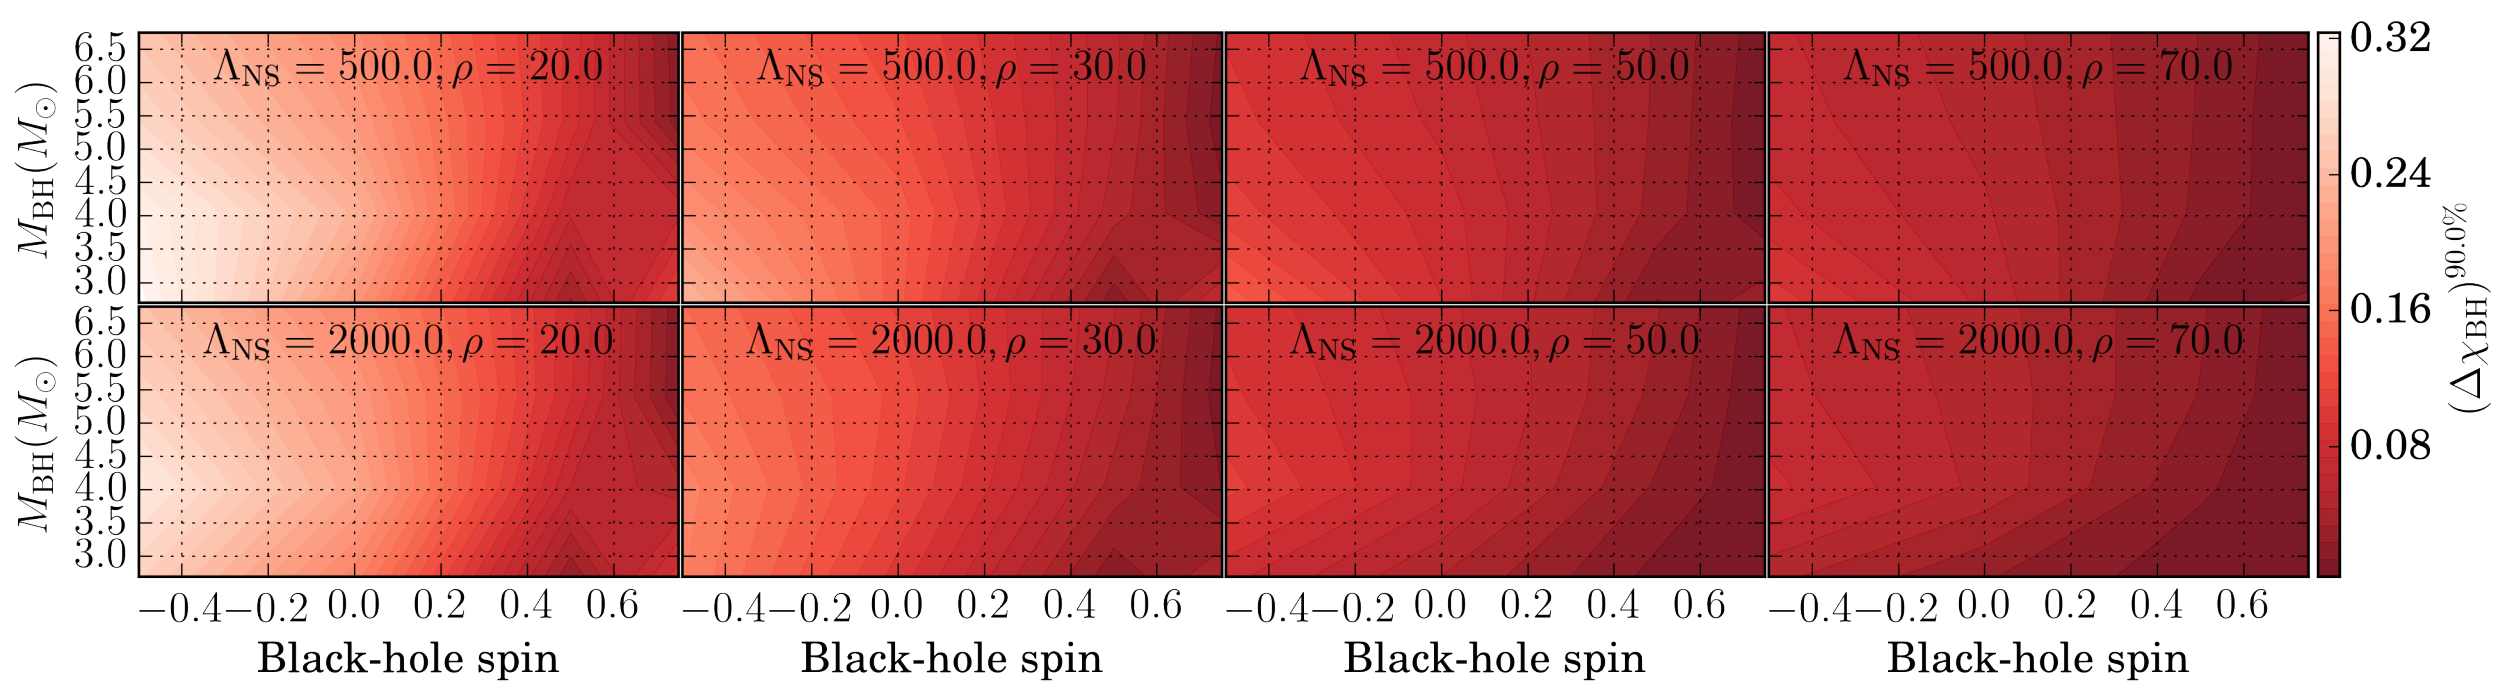 Λ_NS = 500.0, ρ = 20.0
Λ_NS = 500.0, ρ = 30.0
Λ_NS = 500.0, ρ = 50.0
Λ_NS = 500.0, ρ = 70.0
6.5
6.0
5.5
5.0
4.5
4.0
3.5
3.0
M_BH(M_⊙)
Λ_NS = 2000.0, ρ = 20.0
Λ_NS = 2000.0, ρ = 30.0
Λ_NS = 2000.0, ρ = 50.0
Λ_NS = 2000.0, ρ = 70.0
6.5
6.0
5.5
5.0
4.5
4.0
3.5
3.0
M_BH(M_⊙)
−0.4 −0.2 0.0 0.2 0.4 0.6
−0.4 −0.2 0.0 0.2 0.4 0.6
−0.4 −0.2 0.0 0.2 0.4 0.6
−0.4 −0.2 0.0 0.2 0.4 0.6
Black-hole spin
Black-hole spin
Black-hole spin
Black-hole spin
0.32
0.24
0.16
0.08
(Δχ_BH)^90.0%